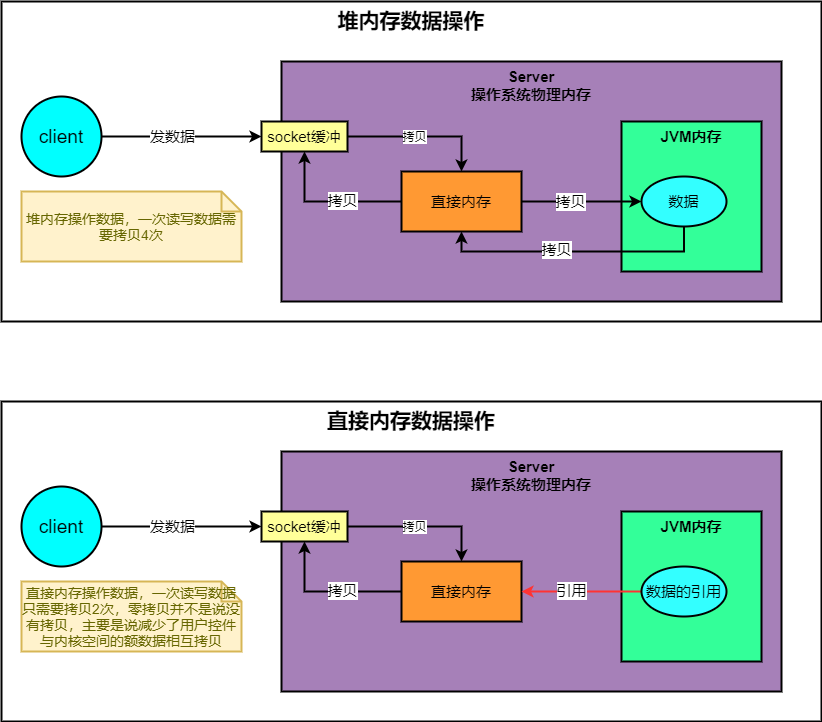 堆内存数据操作
Server
操作系统物理内存
client
发数据
socket缓冲
拷贝
JVM内存
拷贝
直接内存
拷贝
数据
堆内存操作数据，一次读写数据需
要拷贝4次
拷贝
直接内存数据操作
Server
操作系统物理内存
client
发数据
socket缓冲
拷贝
JVM内存
拷贝
直接内存
引用
数据的引用
直接内存操作数据，一次读写数据
只需要拷贝2次，零拷贝并不是说没
有拷贝，主要是说减少了用户控件
与内核空间的额数据相互拷贝